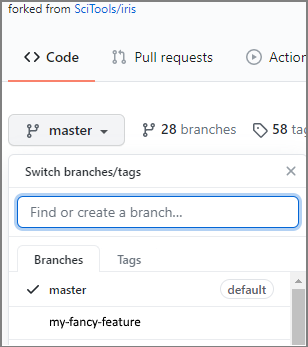 forked from SciTools/iris
Code Pull requests Action
master 28 branches 58 tag
Switch branches/tags
Find or create a branch...
Branches Tags
master default
my-fancy-feature